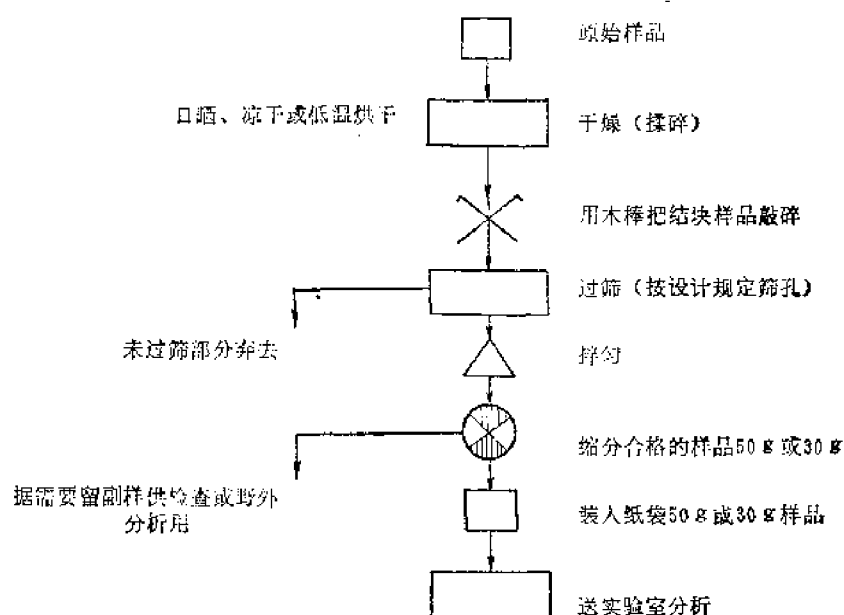 原始样品
日晒、冻干或低温烘干
干燥（揉碎）
用木棒把结块样品敲碎
过筛（按设计规定筛孔）
未过筛部分弃去
拌匀
缩分合格的样品50g或30g
据需要留副样供检查或野外
分析用
装入纸袋50g或30g样品
送实验室分析